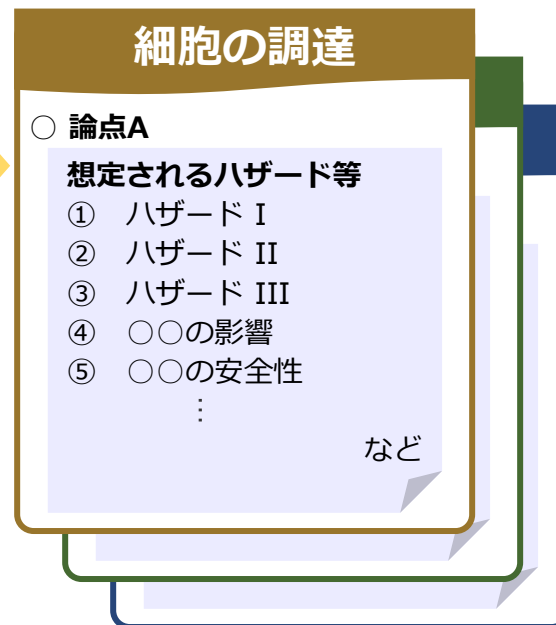 細胞の調達
○ 論点A
想定されるハザード等
① ハザード I
② ハザード II
③ ハザード III
④ ○○の影響
⑤ ○○の安全性
⋮
など